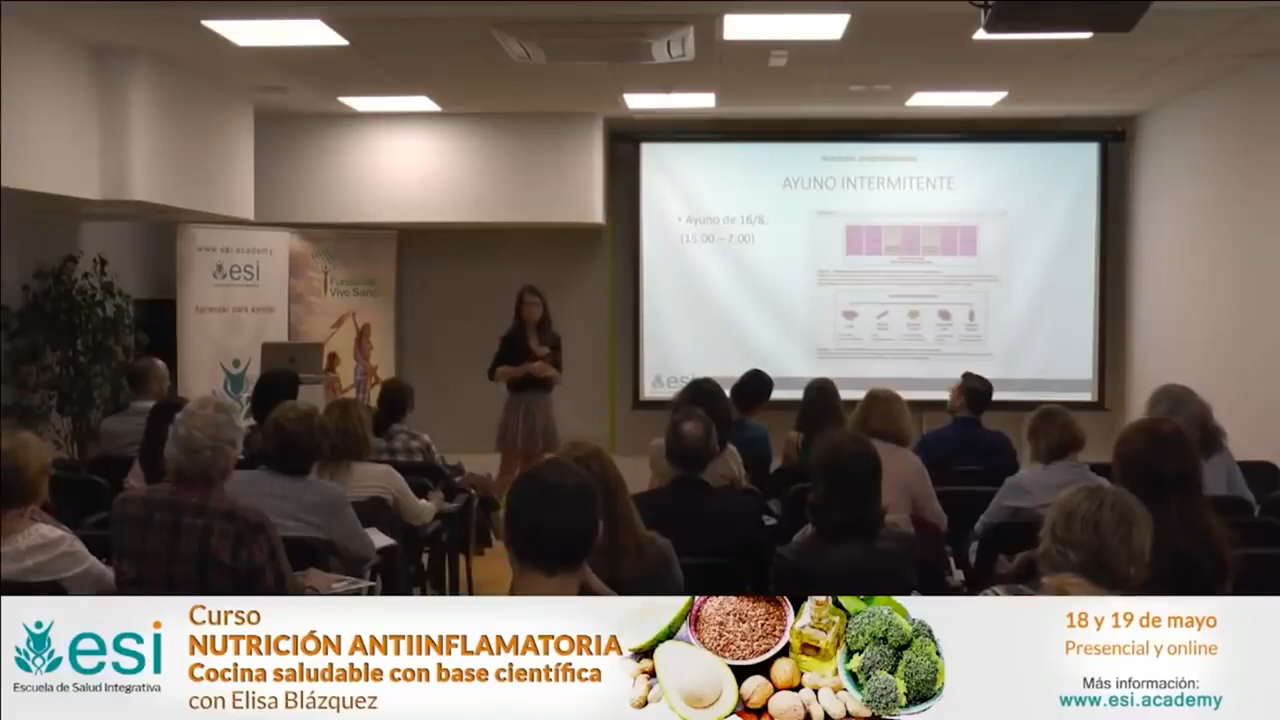 AYUNO INTERMITENTE
• Ayuno de 16/8.
(15:00 – 7:00)
www.esi.academy
esi
Aprender para evitar
Fundación
Vivo Sano
esi
esi
Escuela de Salud Integrativa
Curso
NUTRICIÓN ANTIINFLAMATORIA
Cocina saludable con base científica
con Elisa Blázquez
18 y 19 de mayo
Presencial y online
Más información:
www.esi.academy